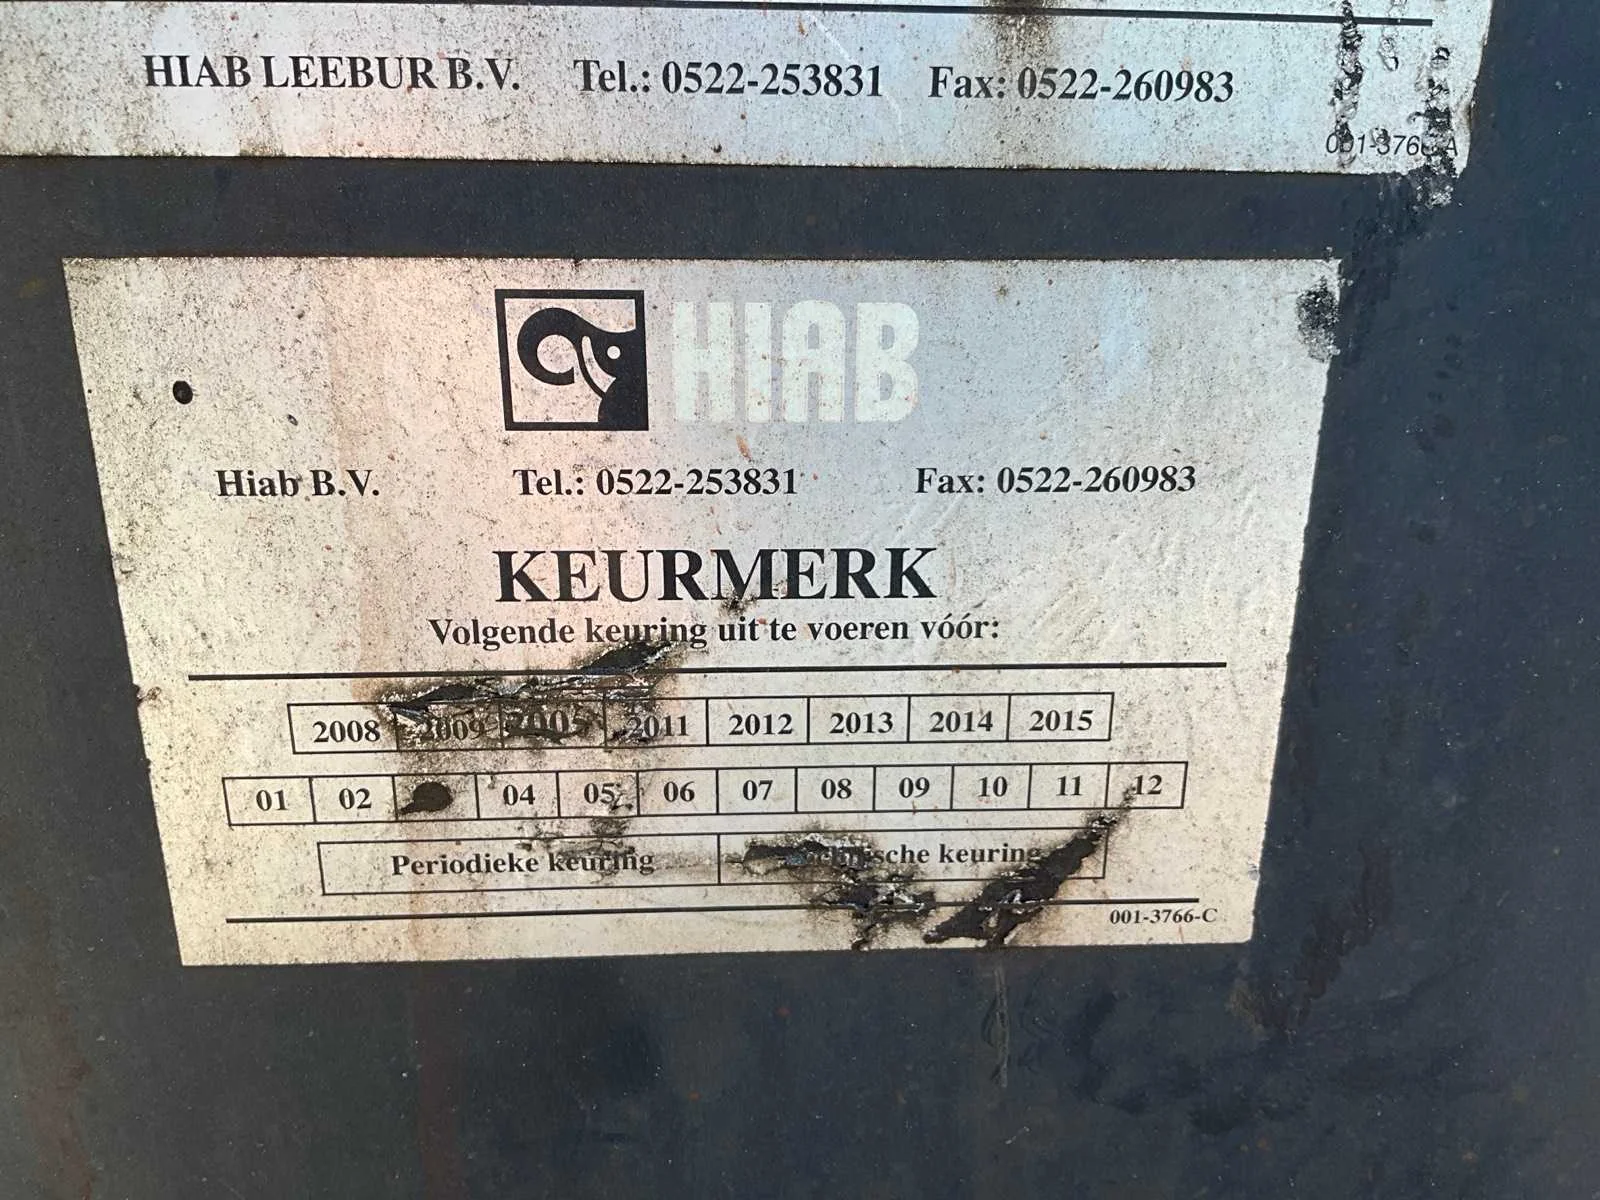 HIAB LEEBUR B.V. Tel.: 0522-253831 Fax: 0522-260983
HIAB
Hiab B.V. Tel.: 0522-253831 Fax: 0522-260983
KEURMERK
Volgende keuring uit te voeren vóór:
2008 2009 2011 2012 2013 2014 2015
01 02 04 05 06 07 08 09 10 11 12
Periodieke keuring keuring
001-3766-C